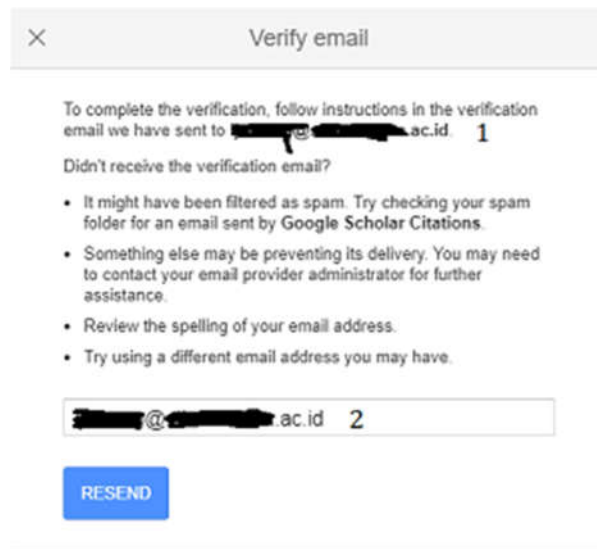 Verify email
To complete the verification, follow instructions in the verification
email we have sent to @ .ac.id. 1
Didn't receive the verification email?
• It might have been filtered as spam. Try checking your spam
folder for an email sent by Google Scholar Citations.
• Something else may be preventing its delivery. You may need
to contact your email provider administrator for further
assistance.
• Review the spelling of your email address.
• Try using a different email address you may have.
@ .ac.id 2
RESEND